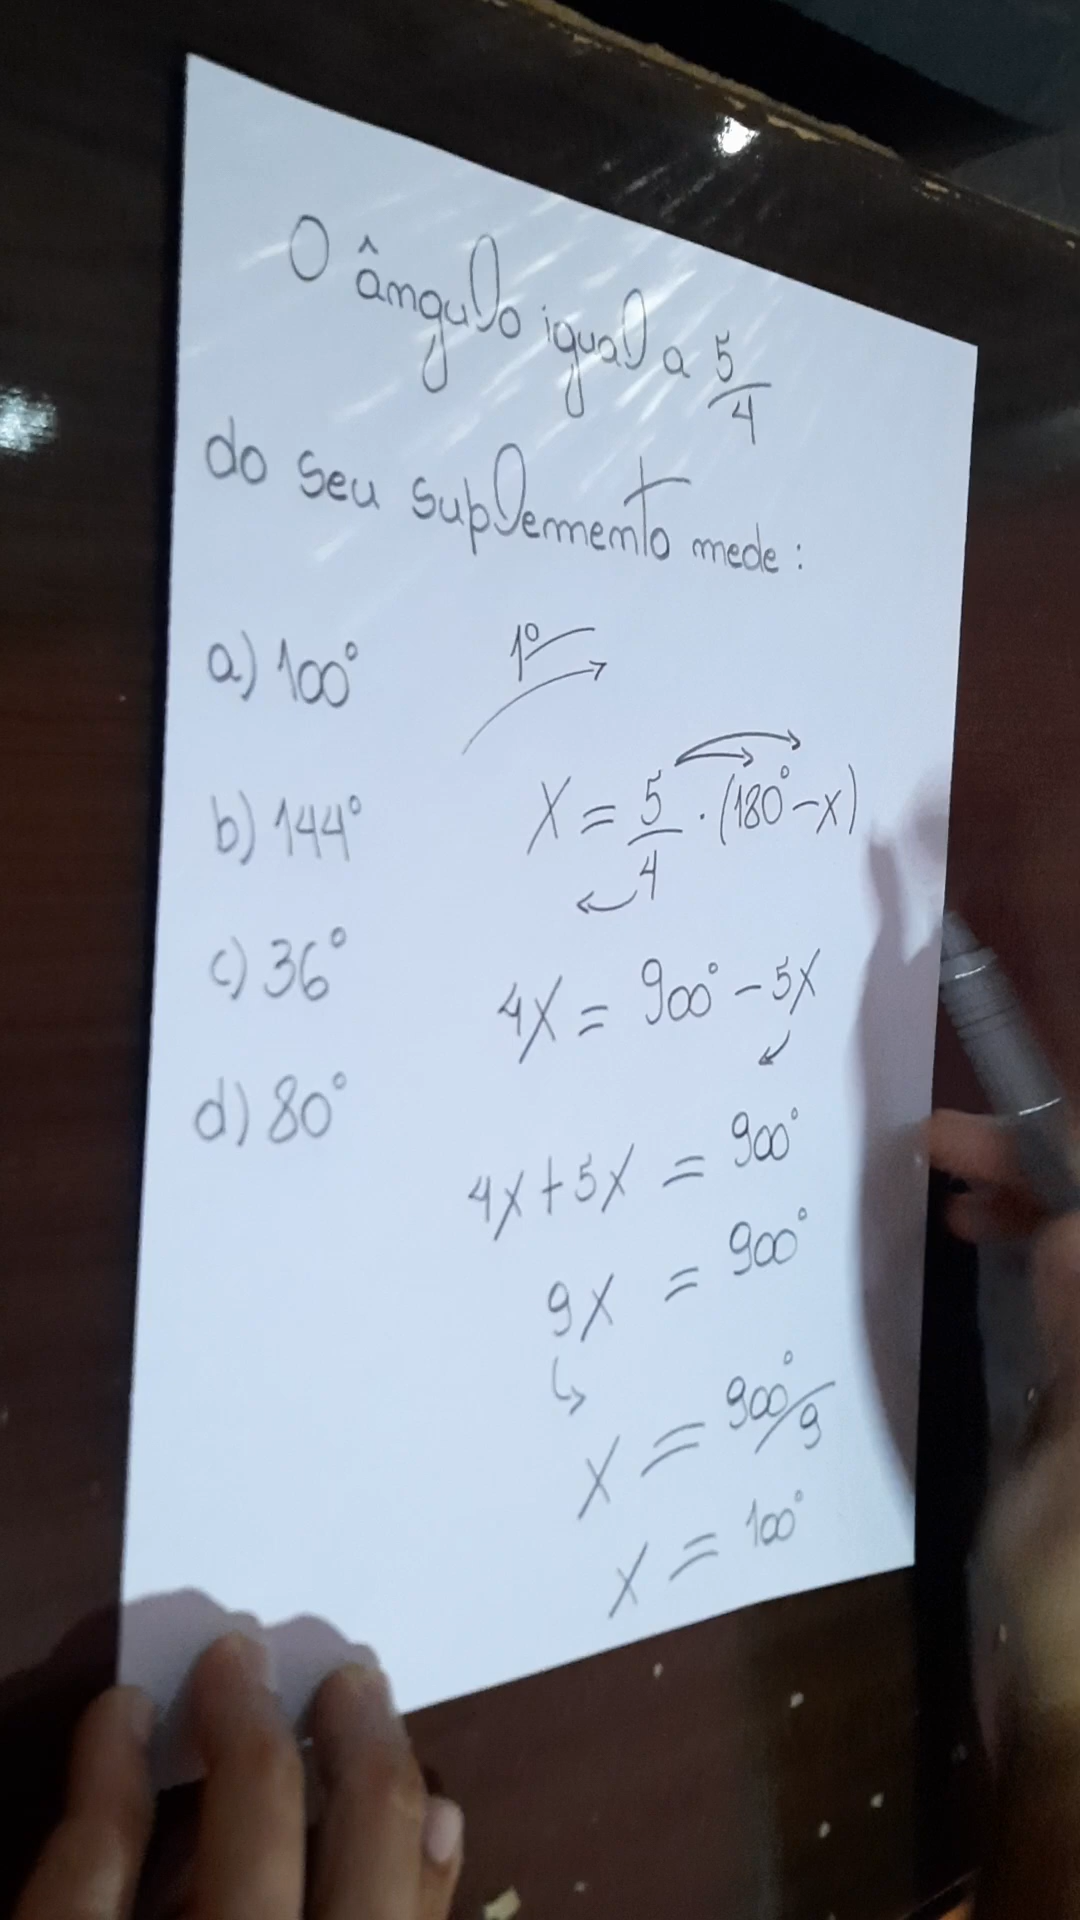 O ângulo igual a 5/4
do seu suplemento mede:
a) 100°
1º
b) 144°
x = 5/4 · (180° - x)
c) 36°
4x = 900° - 5x
d) 80°
4x + 5x = 900°
9x = 900°
x = 900°/9
x = 100°